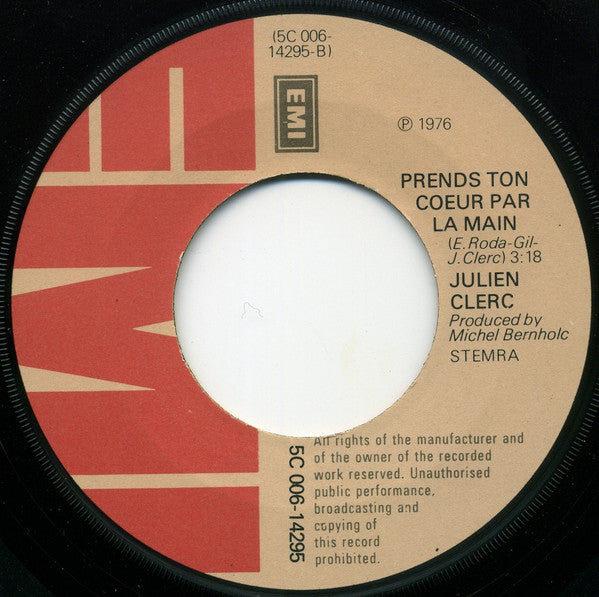 (5C 006-
14295-B)
EMI
EMI
℗ 1976
PRENDS TON
COEUR PAR
LA MAIN
(E. Roda-Gil-
J. Clerc) 3:18
JULIEN
CLERC
Produced by
Michel Bernholc
STEMRA
5C 006-14295
All rights of the manufacturer and
of the owner of the recorded
work reserved. Unauthorised
public performance,
broadcasting and
copying of
this record
prohibited.